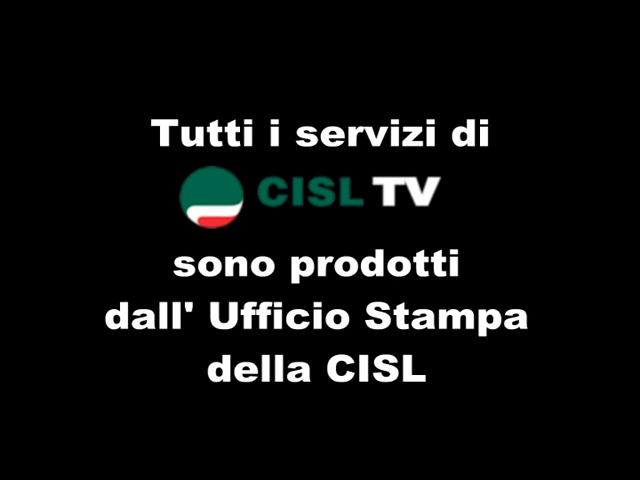 Tutti i servizi di
CISL TV
sono prodotti
dall' Ufficio Stampa
della CISL